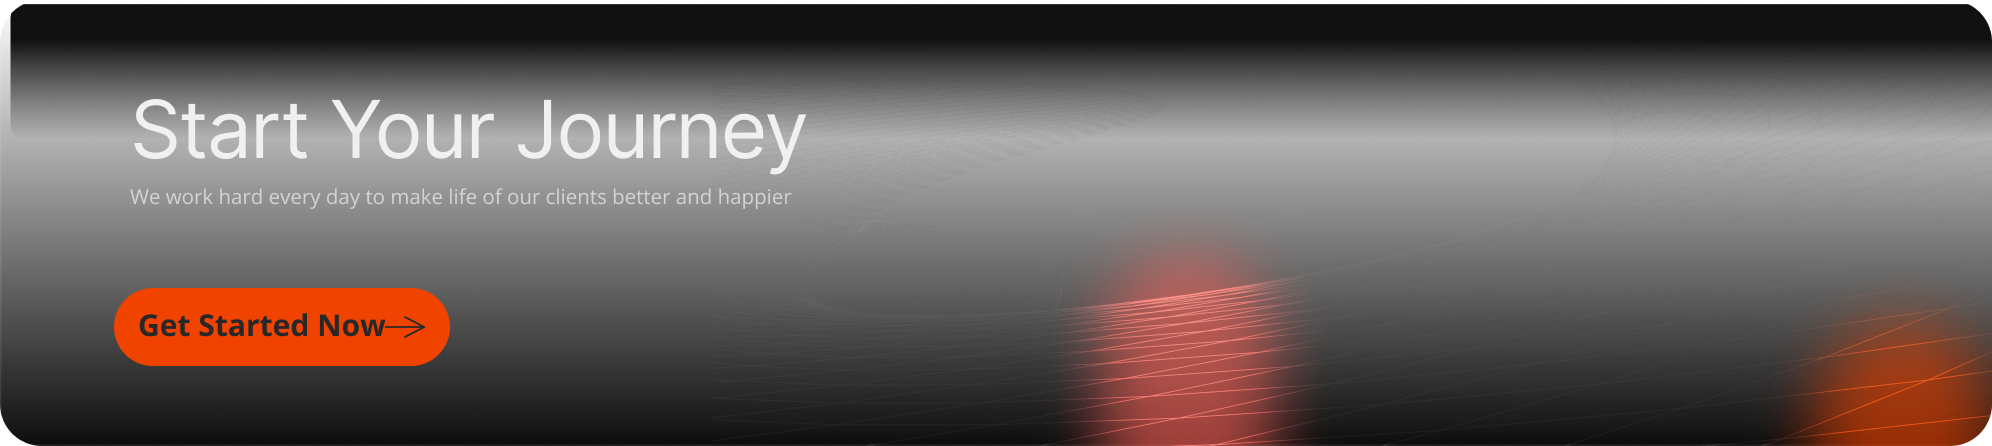 Start Your Journey
We work hard every day to make life of our clients better and happier
Get Started Now